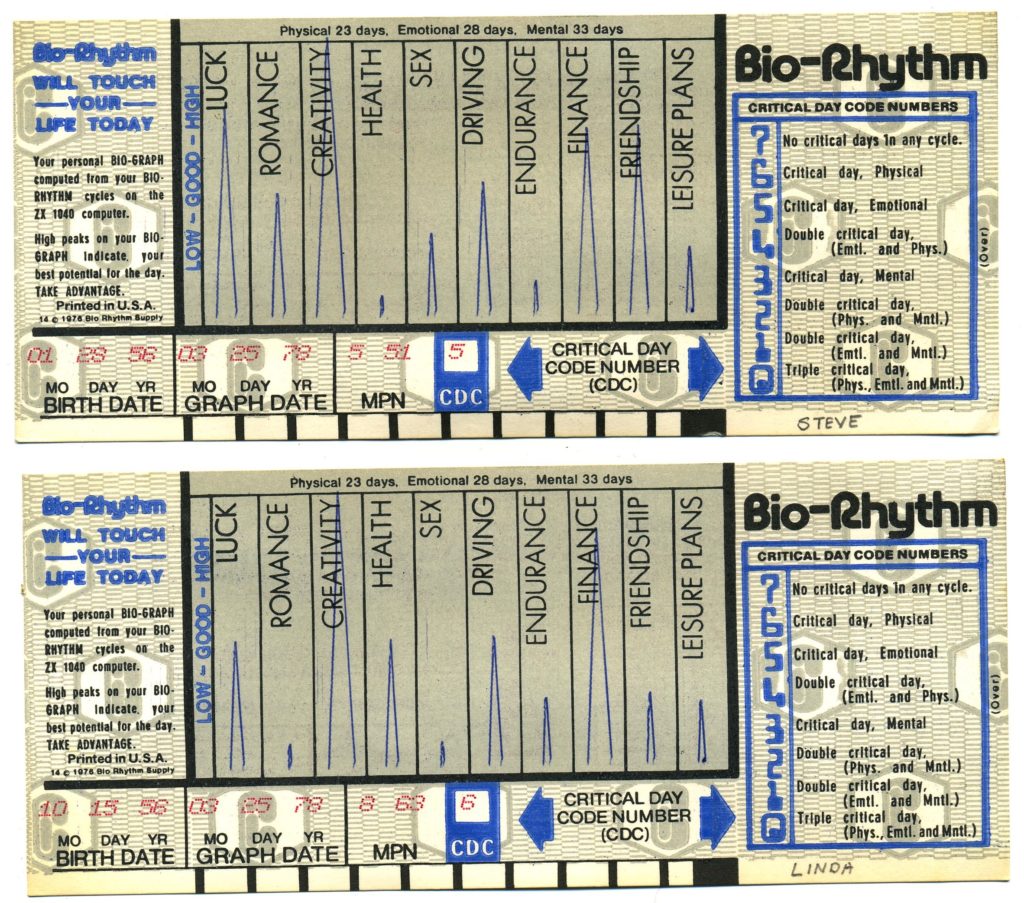 Physical 23 days, Emotional 28 days, Mental 33 days
Bio-Rhythm
WILL TOUCH
YOUR
LIFE TODAY
Your personal BIO-GRAPH
computed from your BIO-
RHYTHM cycles on the
ZX 1040 computer.
High peaks on your BIO-
GRAPH indicate, your
best potential for the day.
TAKE ADVANTAGE.
Printed in U.S.A.
14 © 1976 Bio Rhythm Supply
LOW - GOOD - HIGH
LUCK
ROMANCE
CREATIVITY
HEALTH
SEX
DRIVING
ENDURANCE
FINANCE
FRIENDSHIP
LEISURE PLANS
01 28 56 03 25 78 5 51 5
MO DAY YR MO DAY YR
BIRTH DATE GRAPH DATE MPN CDC
CRITICAL DAY
CODE NUMBER
(CDC)
Bio-Rhythm
CRITICAL DAY CODE NUMBERS
7 No critical days in any cycle.
6 Critical day, Physical
5 Critical day, Emotional
4 Double critical day,
(Emtl. and Phys.)
3 Critical day, Mental
2 Double critical day,
(Phys. and Mntl.)
1 Double critical day,
(Emtl. and Mntl.)
0 Triple critical day,
(Phys., Emtl. and Mntl.)
(Over)
STEVE
Physical 23 days, Emotional 28 days, Mental 33 days
Bio-Rhythm
WILL TOUCH
YOUR
LIFE TODAY
Your personal BIO-GRAPH
computed from your BIO-
RHYTHM cycles on the
ZX 1040 computer.
High peaks on your BIO-
GRAPH indicate, your
best potential for the day.
TAKE ADVANTAGE.
Printed in U.S.A.
14 © 1976 Bio Rhythm Supply
LOW - GOOD - HIGH
LUCK
ROMANCE
CREATIVITY
HEALTH
SEX
DRIVING
ENDURANCE
FINANCE
FRIENDSHIP
LEISURE PLANS
10 15 56 03 25 78 8 63 6
MO DAY YR MO DAY YR
BIRTH DATE GRAPH DATE MPN CDC
CRITICAL DAY
CODE NUMBER
(CDC)
Bio-Rhythm
CRITICAL DAY CODE NUMBERS
7 No critical days in any cycle.
6 Critical day, Physical
5 Critical day, Emotional
4 Double critical day,
(Emtl. and Phys.)
3 Critical day, Mental
2 Double critical day,
(Phys. and Mntl.)
1 Double critical day,
(Emtl. and Mntl.)
0 Triple critical day,
(Phys., Emtl. and Mntl.)
(Over)
LINDA